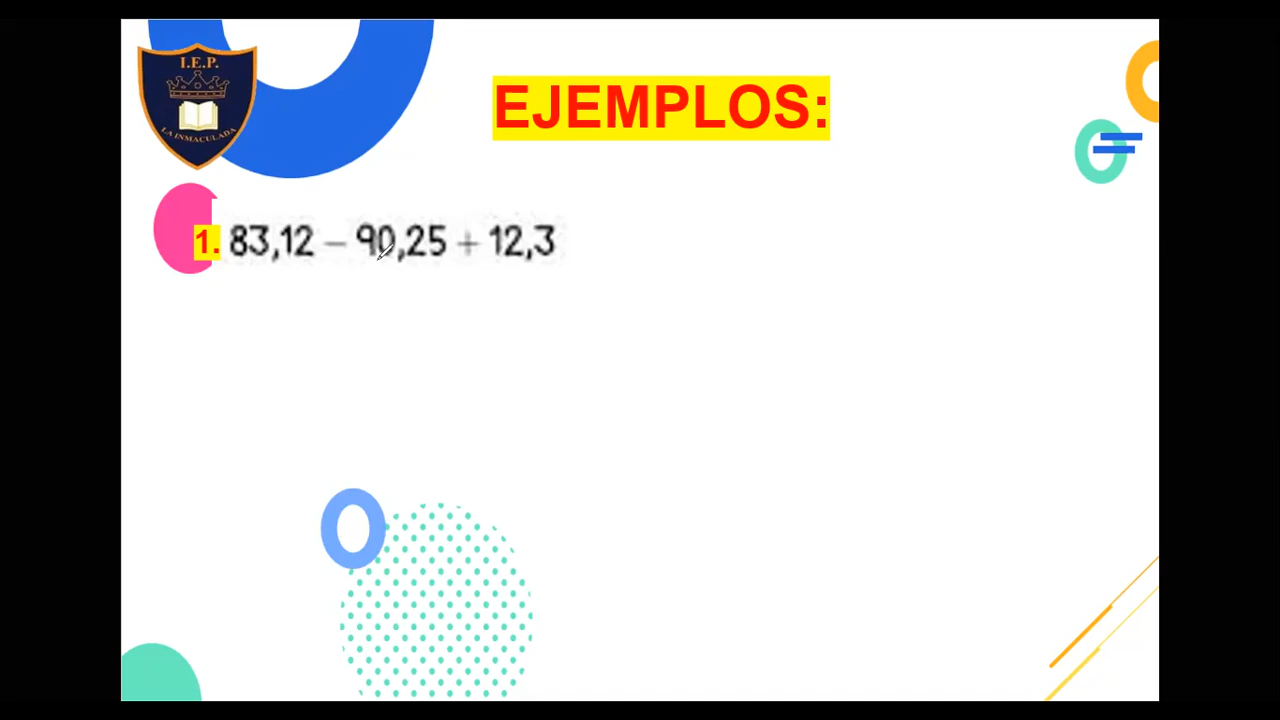 I.E.P.
LA INMACULADA
EJEMPLOS:
1. 83,12 − 90,25 + 12,3